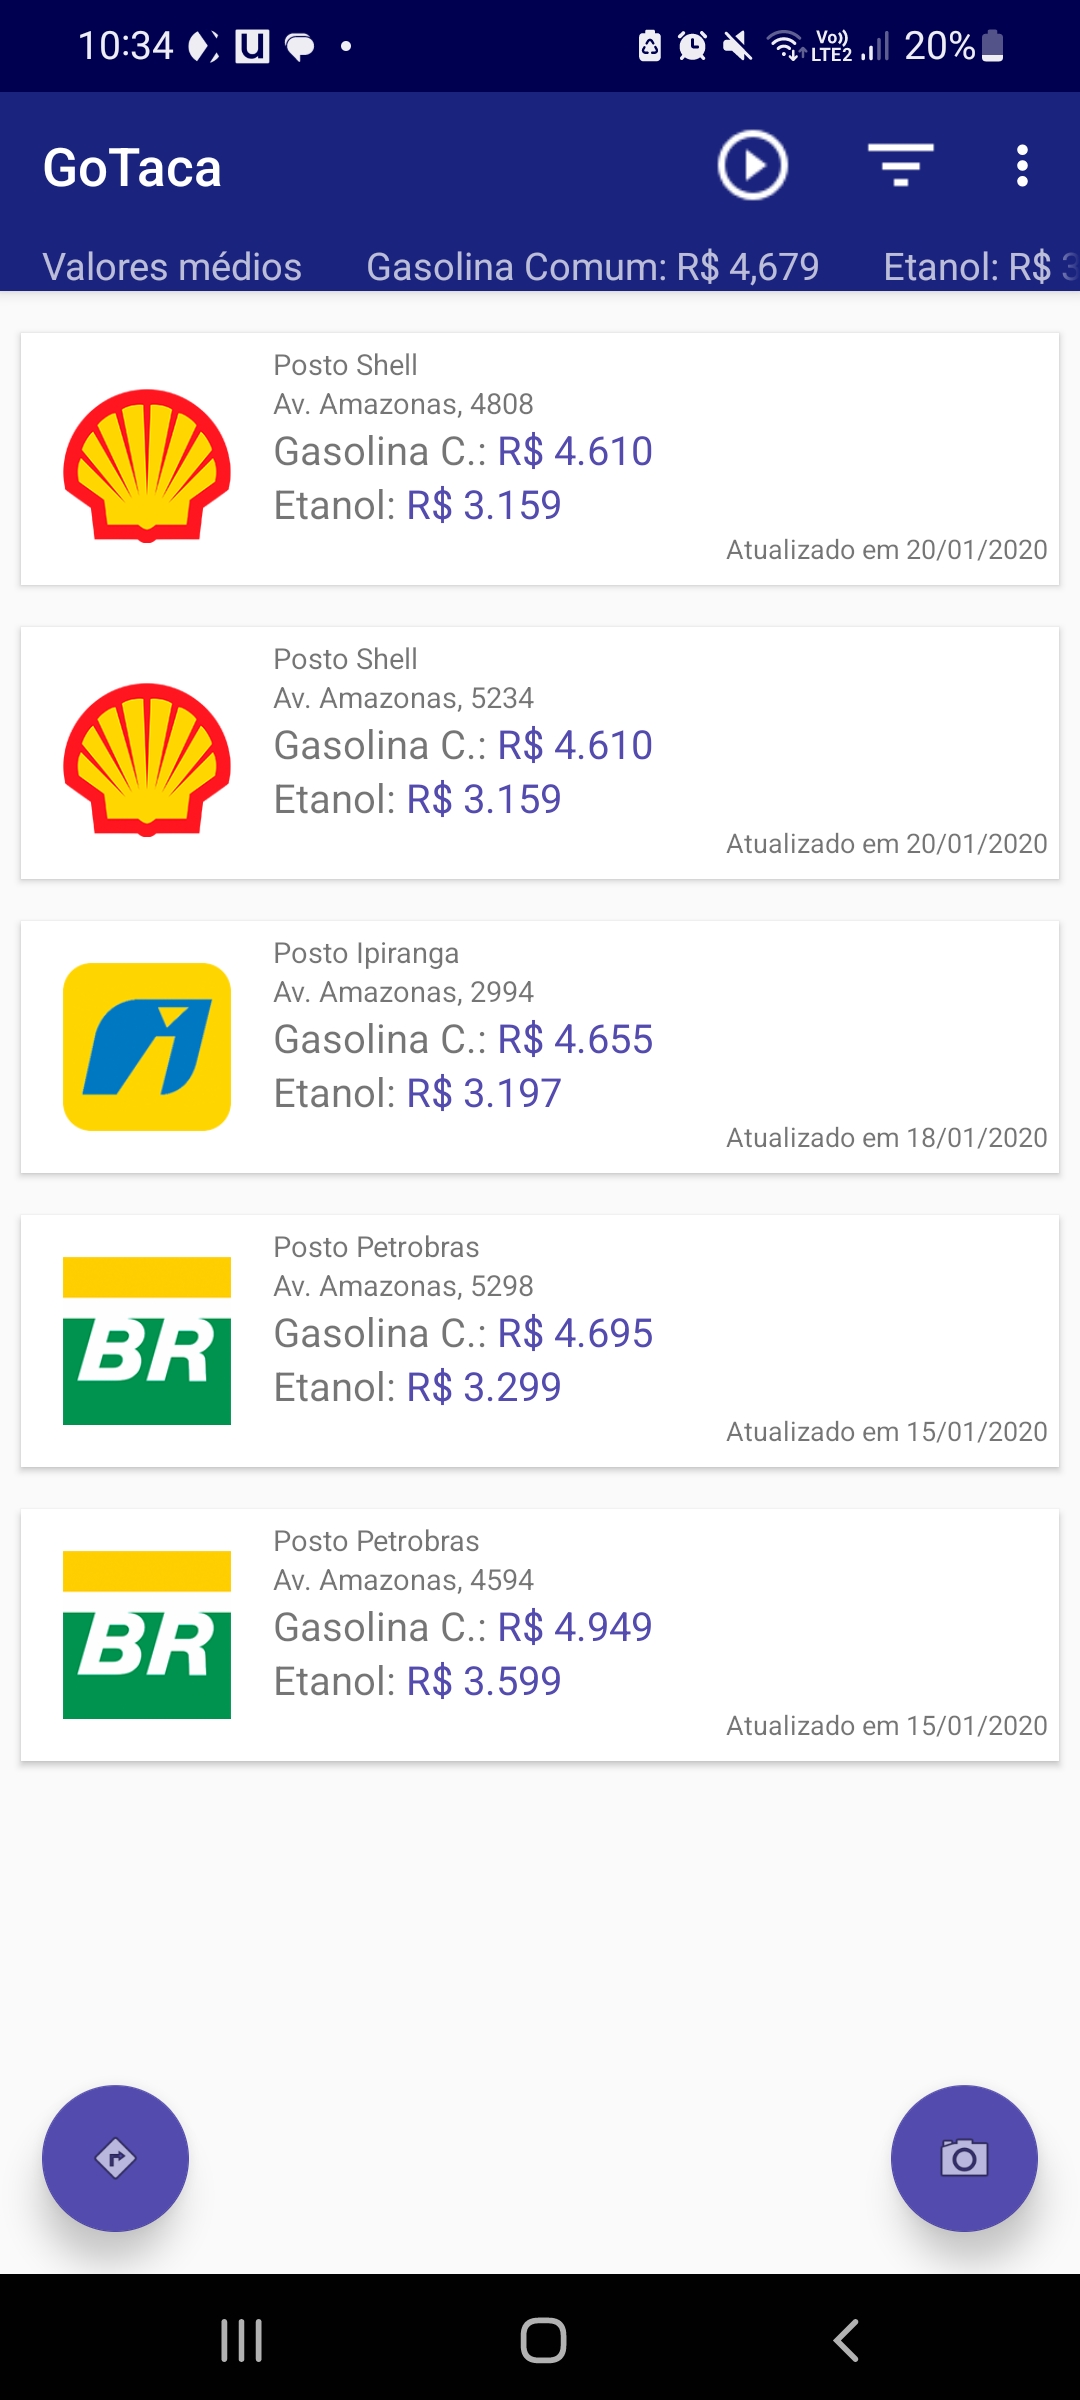 10:34 u Vo)) LTE2 20%
GoTaca
Valores médios Gasolina Comum: R$ 4,679 Etanol: R$ 3
Posto Shell
Av. Amazonas, 4808
Gasolina C.: R$ 4.610
Etanol: R$ 3.159
Atualizado em 20/01/2020
Posto Shell
Av. Amazonas, 5234
Gasolina C.: R$ 4.610
Etanol: R$ 3.159
Atualizado em 20/01/2020
Posto Ipiranga
Av. Amazonas, 2994
Gasolina C.: R$ 4.655
Etanol: R$ 3.197
Atualizado em 18/01/2020
Posto Petrobras
Av. Amazonas, 5298
BR
Gasolina C.: R$ 4.695
Etanol: R$ 3.299
Atualizado em 15/01/2020
Posto Petrobras
Av. Amazonas, 4594
BR
Gasolina C.: R$ 4.949
Etanol: R$ 3.599
Atualizado em 15/01/2020